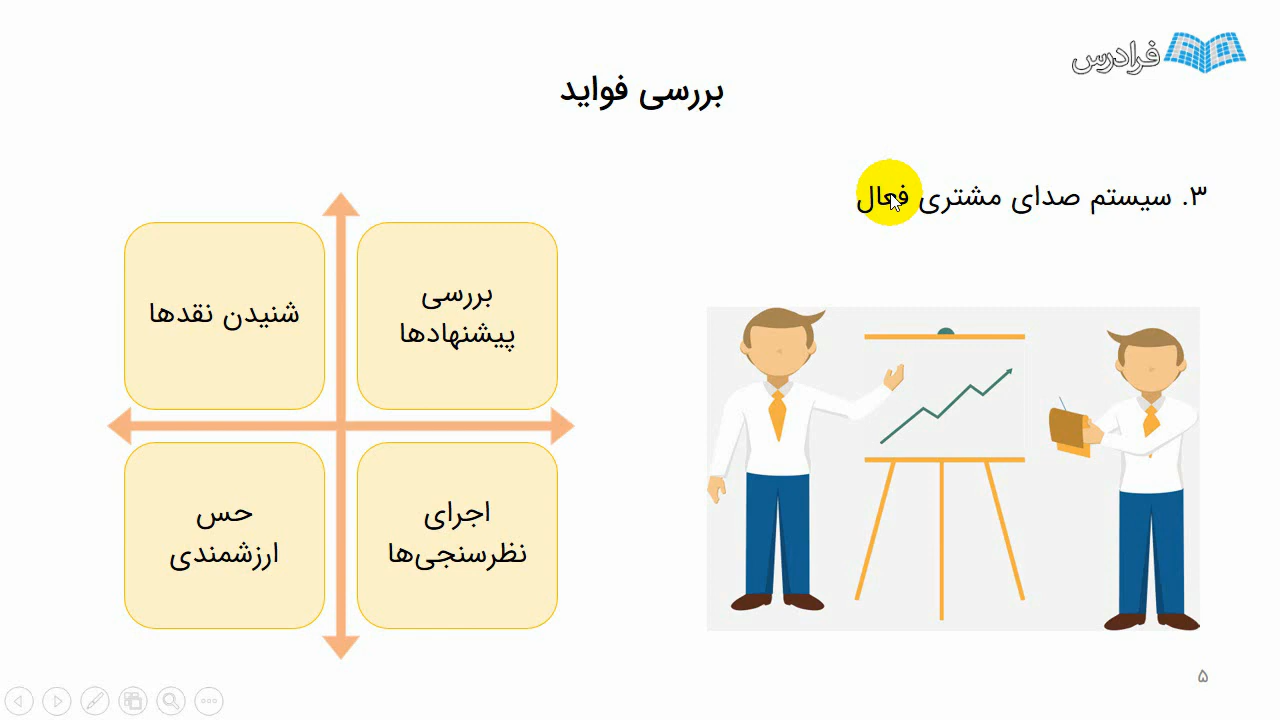 فرادرس
بررسی فواید
۳. سیستم صدای مشتری فعال
بررسی
پیشنهادها
شنیدن نقدها
اجرای
نظرسنجی‌ها
حس
ارزشمندی
۵